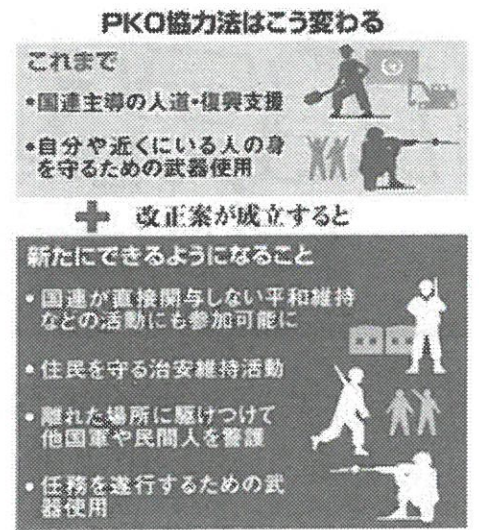 PKO協力法はこう変わる
これまで
•国連主導の人道・復興支援
•自分や近くにいる人の身
を守るための武器使用
+ 改正案が成立すると
新たにできるようになること
•国連が直接関与しない平和維持
などの活動にも参加可能に
•住民を守る治安維持活動
•離れた場所に駆けつけて
他国軍や民間人を警護
•任務を遂行するための武
器使用